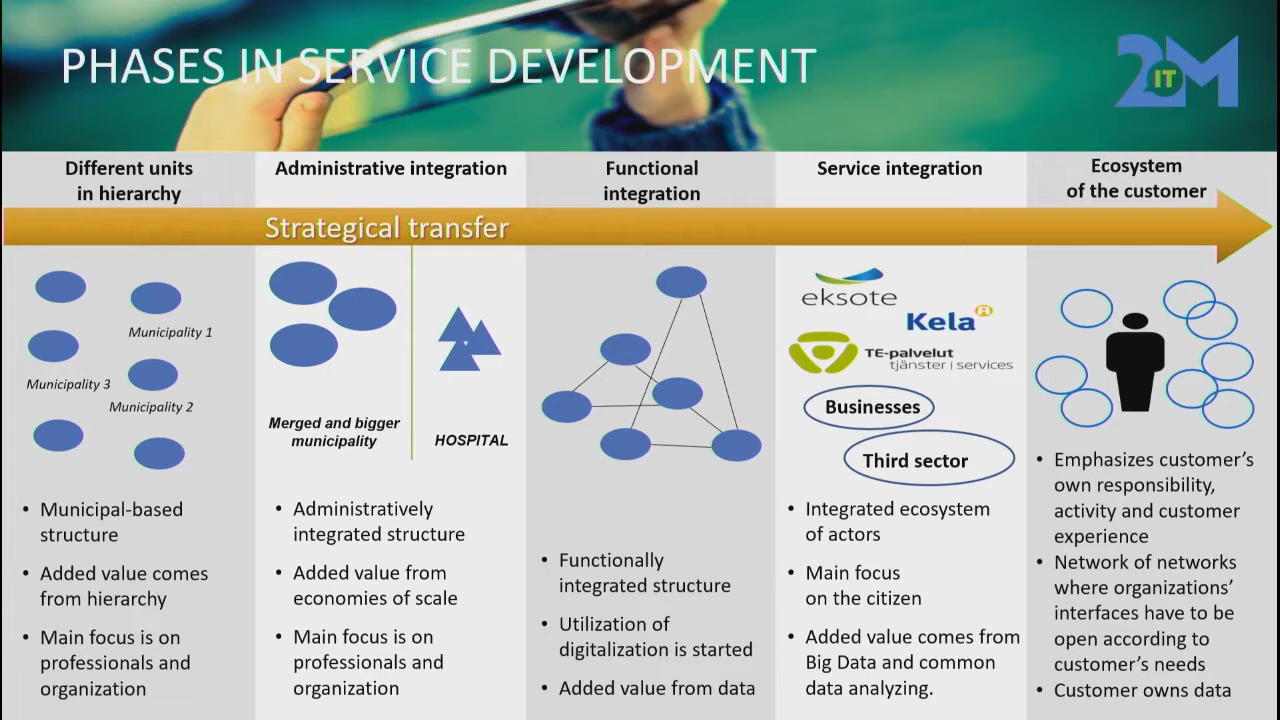 PHASES IN SERVICE DEVELOPMENT
2M
IT
Different units
in hierarchy
Administrative integration
Functional
integration
Service integration
Ecosystem
of the customer
Strategical transfer
Municipality 1
Municipality 3
Municipality 2
• Municipal-based
structure
• Added value comes
from hierarchy
• Main focus is on
professionals and
organization
Merged and bigger
municipality
HOSPITAL
• Administratively
integrated structure
• Added value from
economies of scale
• Main focus is on
professionals and
organization
• Functionally
integrated structure
• Utilization of
digitalization is started
• Added value from data
eksote
Kela
TE-palvelut
tjänster | services
Businesses
Third sector
• Integrated ecosystem
of actors
• Main focus
on the citizen
• Added value comes from
Big Data and common
data analyzing.
• Emphasizes customer's
own responsibility,
activity and customer
experience
• Network of networks
where organizations'
interfaces have to be
open according to
customer's needs
• Customer owns data